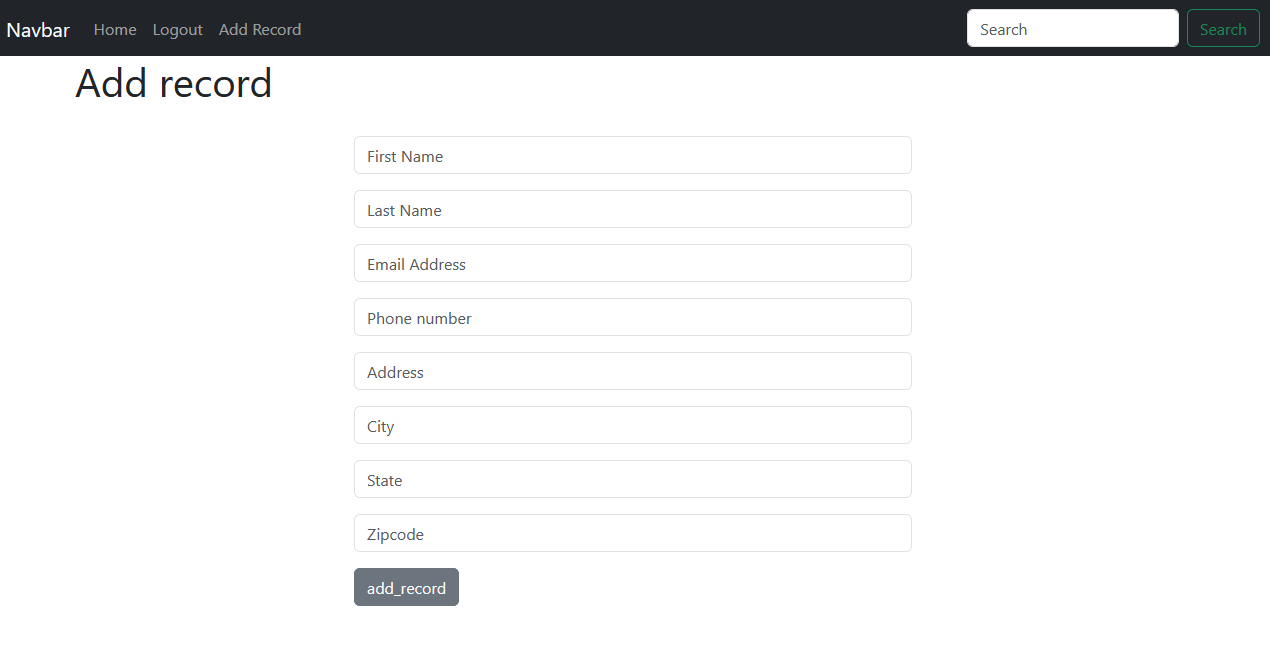 Navbar Home Logout Add Record Search Search
Add record
First Name
Last Name
Email Address
Phone number
Address
City
State
Zipcode
add_record